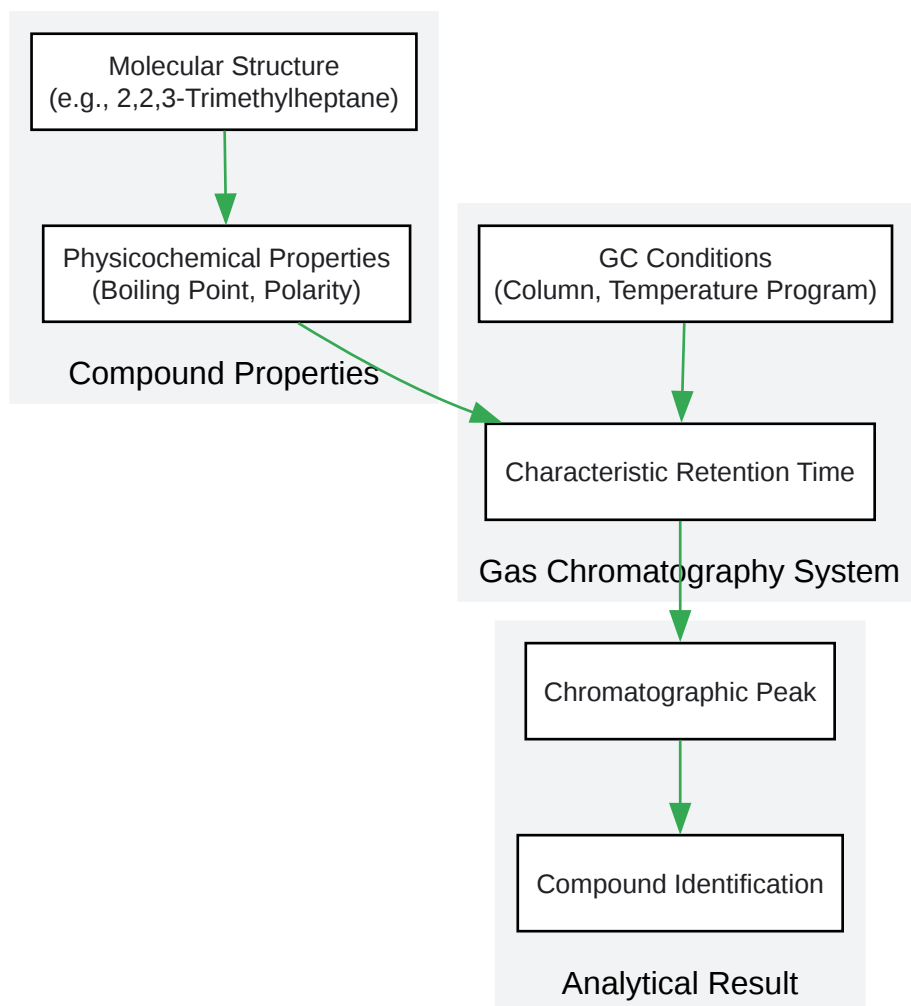 Molecular Structure
(e.g., 2,2,3-Trimethylheptane)
Physicochemical Properties
(Boiling Point, Polarity)
Compound Properties
GC Conditions
(Column, Temperature Program)
Characteristic Retention Time
Gas Chromatography System
Chromatographic Peak
Compound Identification
Analytical Result